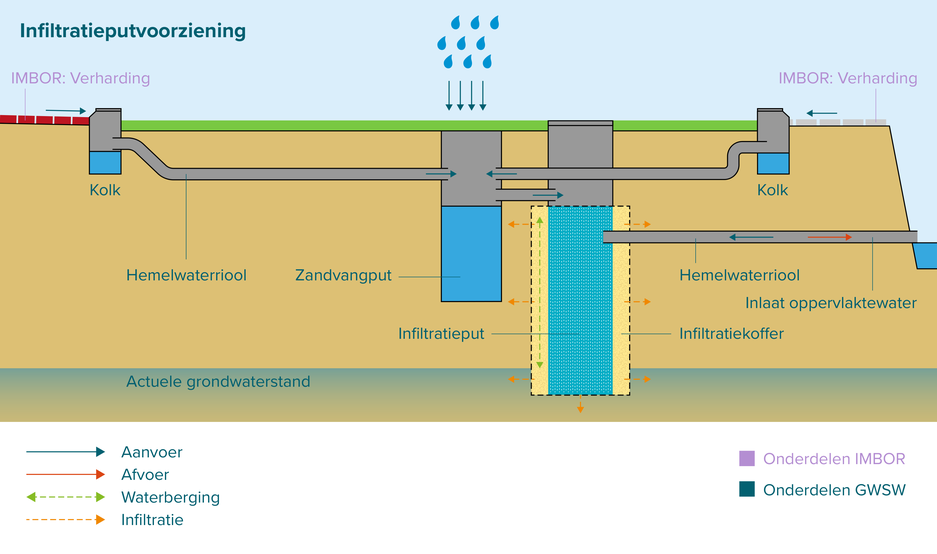 Infiltratieputvoorziening
IMBOR: Verharding
IMBOR: Verharding
Kolk
Kolk
Hemelwaterriool
Zandvangput
Hemelwaterriool
Inlaat oppervlaktewater
Infiltratieput
Infiltratiekoffer
Actuele grondwaterstand
Aanvoer
Afvoer
Waterberging
Infiltratie
Onderdelen IMBOR
Onderdelen GWSW